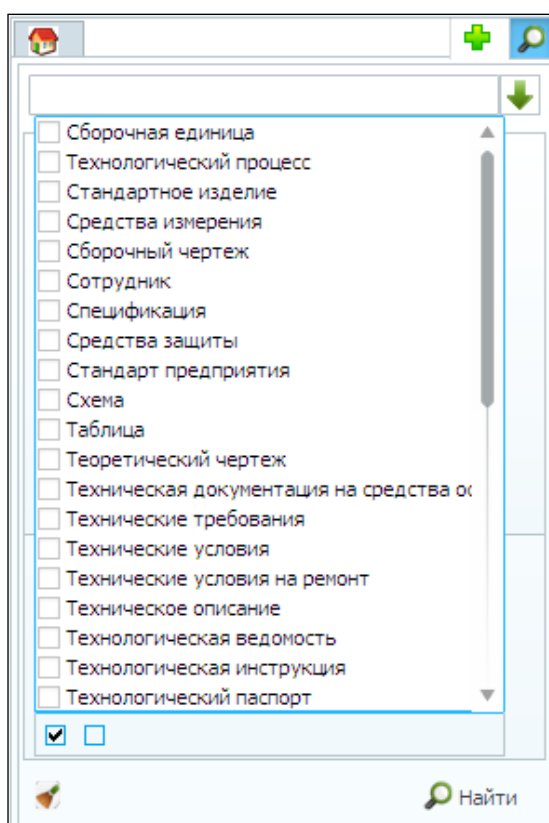 Сборочная единица
Технологический процесс
Стандартное изделие
Средства измерения
Сборочный чертеж
Сотрудник
Спецификация
Средства защиты
Стандарт предприятия
Схема
Таблица
Теоретический чертеж
Техническая документация на средства ос
Технические требования
Технические условия
Технические условия на ремонт
Техническое описание
Технологическая ведомость
Технологическая инструкция
Технологический паспорт
Найти